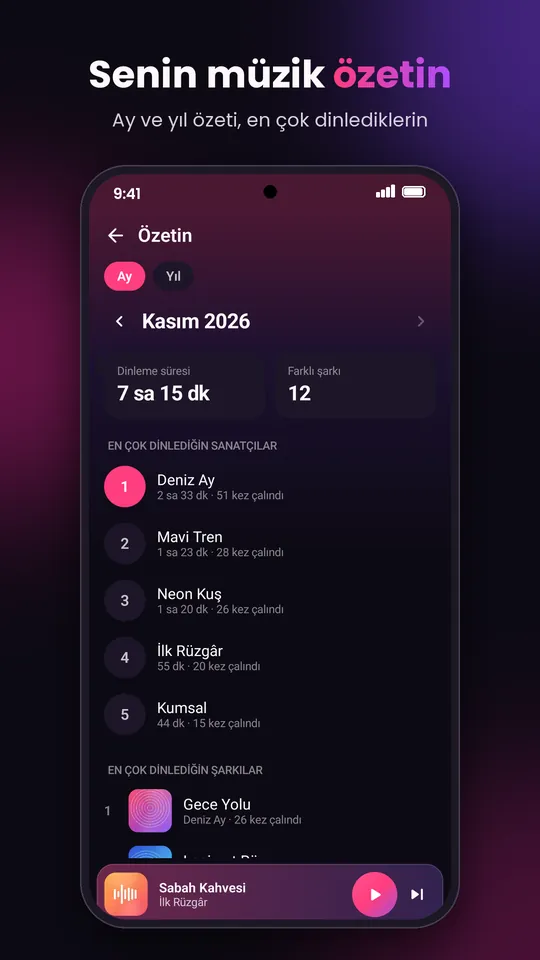 Senin müzik özetin
Ay ve yıl özeti, en çok dinlediklerin
9:41
Özetin
Ay
Yıl
Kasım 2026
Dinleme süresi
7 sa 15 dk
Farklı şarkı
12
EN ÇOK DİNLEDİĞİN SANATÇILAR
1
Deniz Ay
2 sa 33 dk · 51 kez çalındı
2
Mavi Tren
1 sa 23 dk · 28 kez çalındı
3
Neon Kuş
1 sa 20 dk · 26 kez çalındı
4
İlk Rüzgâr
55 dk · 20 kez çalındı
5
Kumsal
44 dk · 15 kez çalındı
EN ÇOK DİNLEDİĞİN ŞARKILAR
1
Gece Yolu
Deniz Ay · 26 kez çalındı
Sabah Kahvesi
İlk Rüzgâr